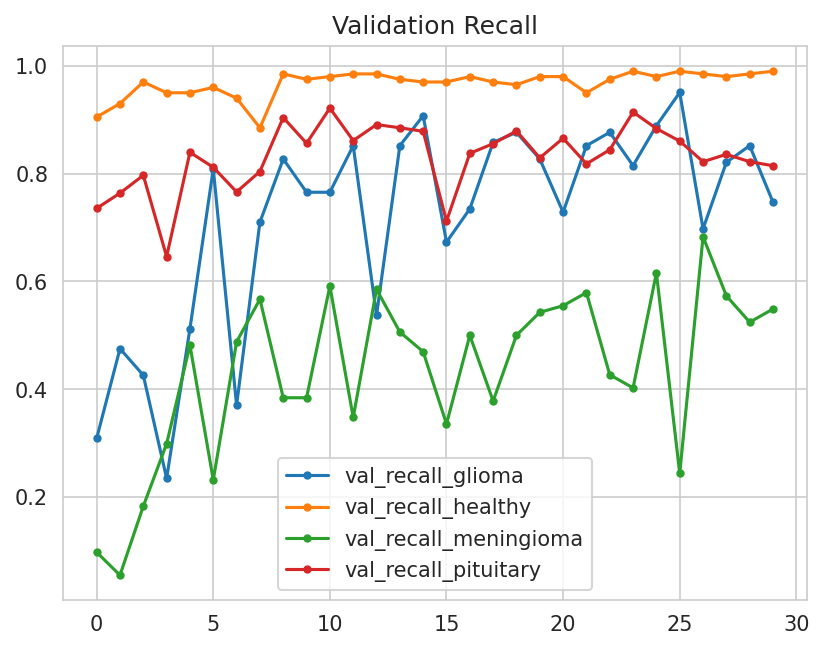 Validation Recall
1.0
0.8
0.6
0.4
0.2
val_recall_glioma
val_recall_healthy
val_recall_meningioma
val_recall_pituitary
0 5 10 15 20 25 30